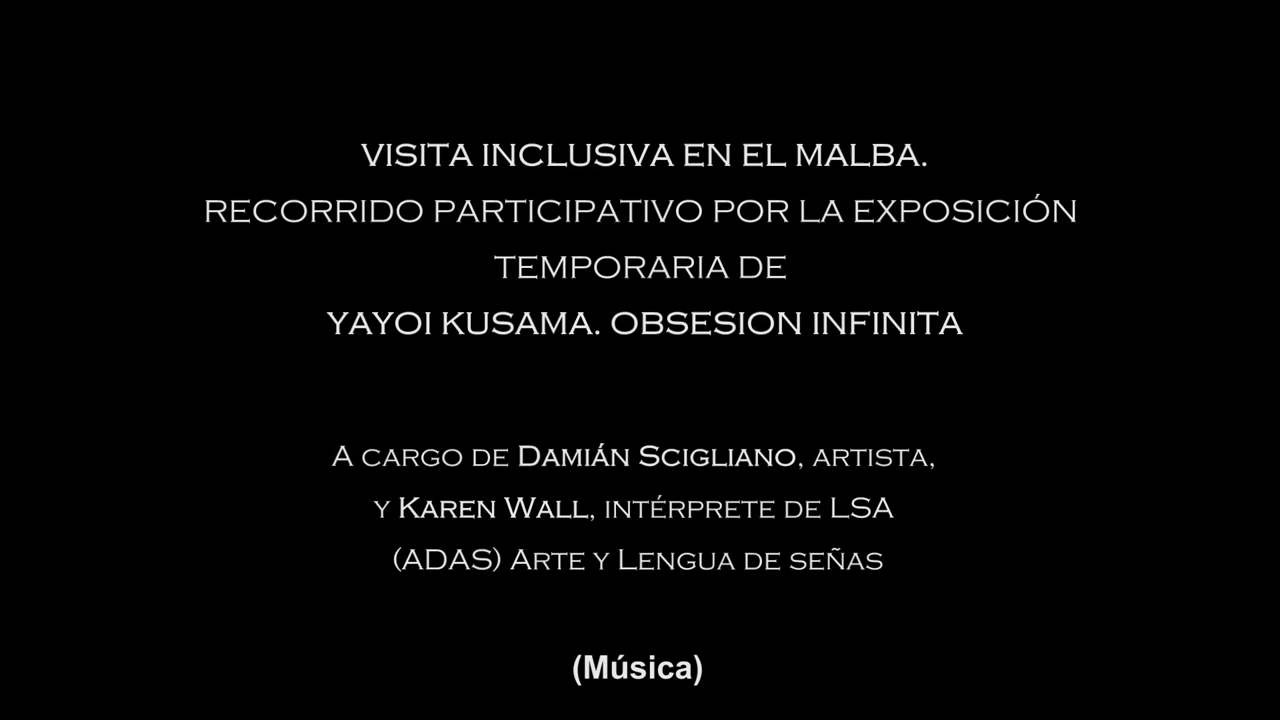 VISITA INCLUSIVA EN EL MALBA.
RECORRIDO PARTICIPATIVO POR LA EXPOSICIÓN
TEMPORARIA DE
YAYOI KUSAMA. OBSESION INFINITA
A CARGO DE DAMIÁN SCIGLIANO, ARTISTA,
Y KAREN WALL, INTÉRPRETE DE LSA
(ADAS) ARTE Y LENGUA DE SEÑAS
(Música)